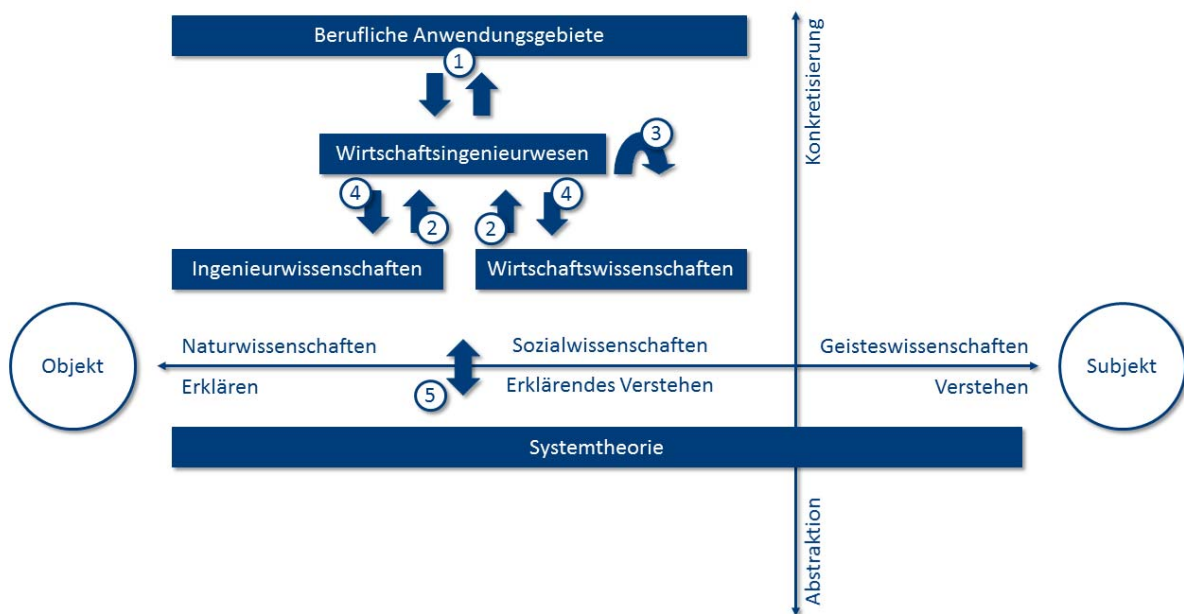 Berufliche Anwendungsgebiete
1
Konkretisierung
3
Wirtschaftsingenieurwesen
4
4
2
2
Ingenieurwissenschaften
Wirtschaftswissenschaften
Naturwissenschaften
Sozialwissenschaften
Geisteswissenschaften
Objekt
Subjekt
Erklären
5
Erklärendes Verstehen
Verstehen
Systemtheorie
Abstraktion